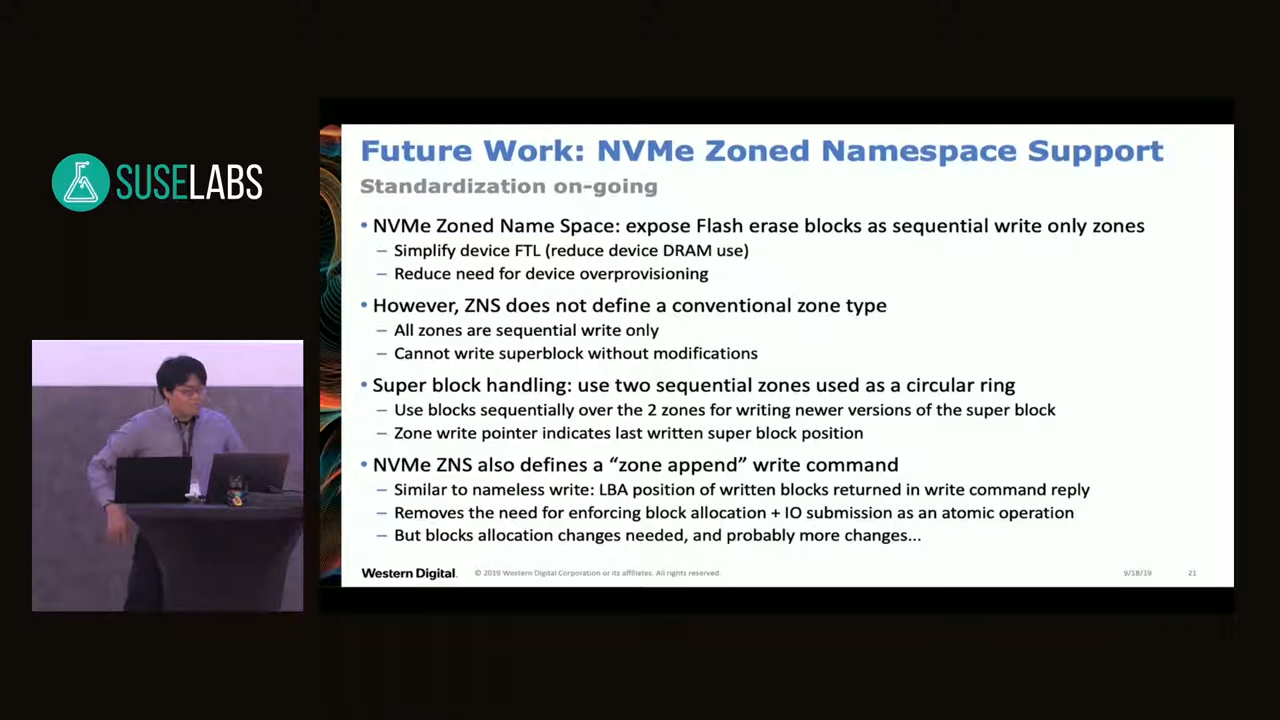 SUSELABS
Future Work: NVMe Zoned Namespace Support
Standardization on-going
• NVMe Zoned Name Space: expose Flash erase blocks as sequential write only zones
– Simplify device FTL (reduce device DRAM use)
– Reduce need for device overprovisioning
• However, ZNS does not define a conventional zone type
– All zones are sequential write only
– Cannot write superblock without modifications
• Super block handling: use two sequential zones used as a circular ring
– Use blocks sequentially over the 2 zones for writing newer versions of the super block
– Zone write pointer indicates last written super block position
• NVMe ZNS also defines a “zone append” write command
– Similar to nameless write: LBA position of written blocks returned in write command reply
– Removes the need for enforcing block allocation + IO submission as an atomic operation
– But blocks allocation changes needed, and probably more changes...
Western Digital. © 2019 Western Digital Corporation or its affiliates. All rights reserved. 9/18/19 21